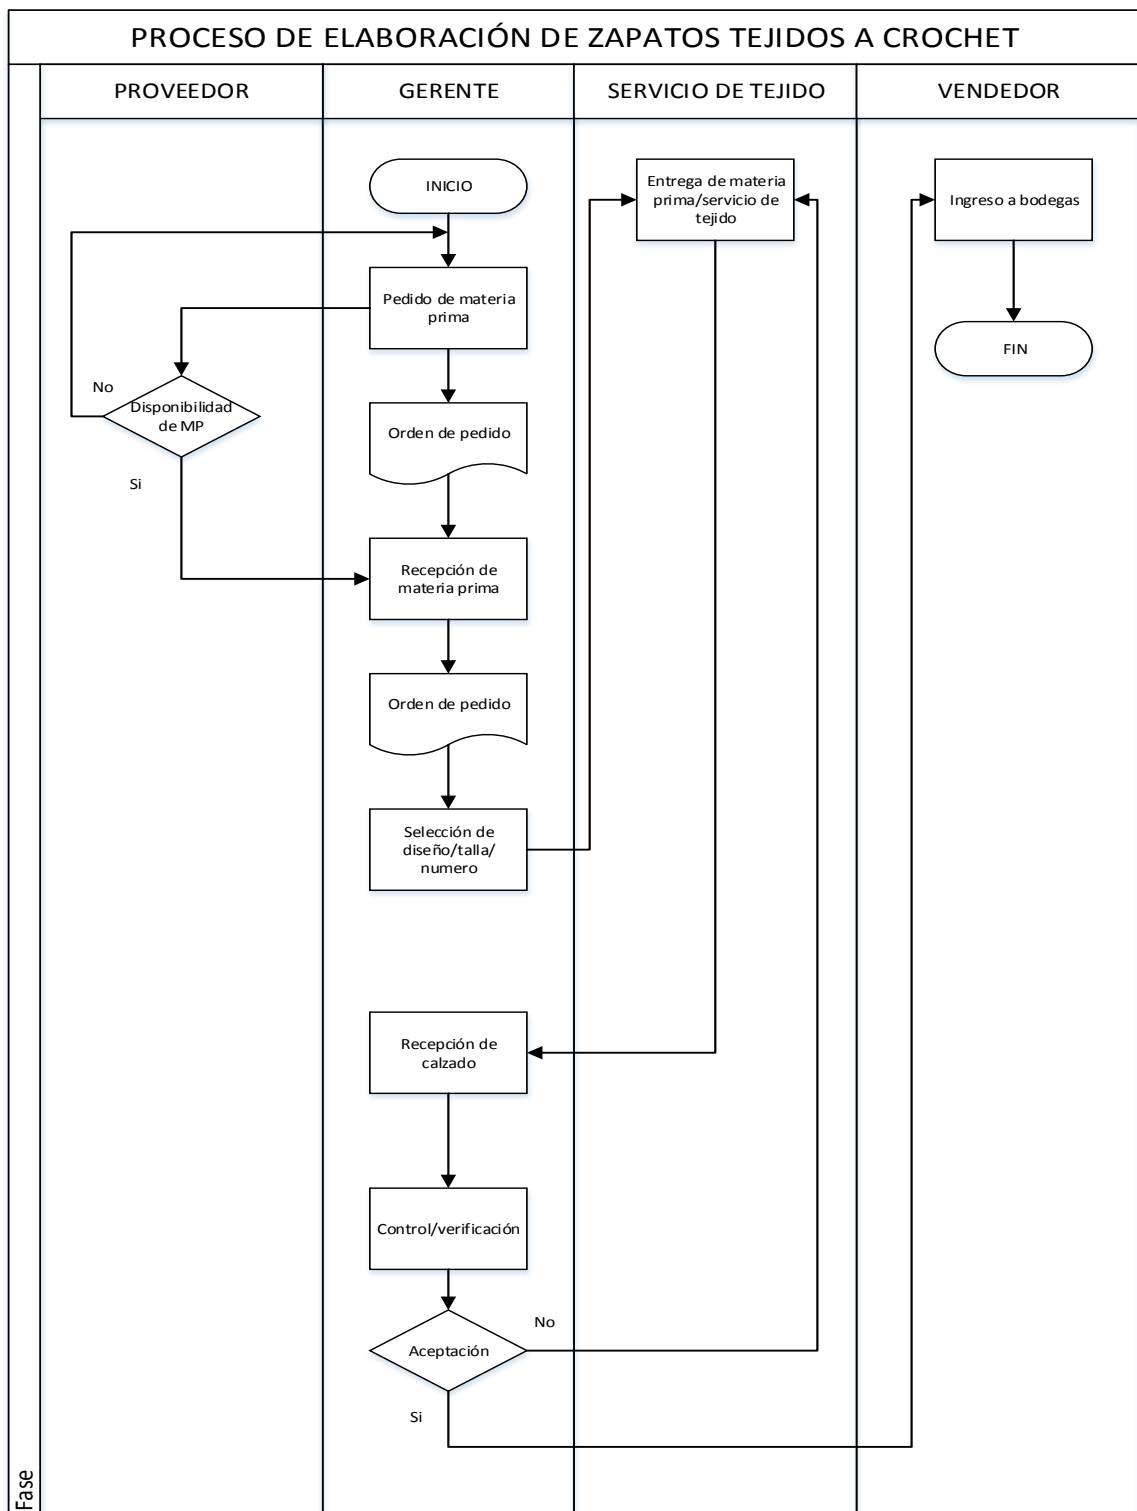 PROCESO DE ELABORACIÓN DE ZAPATOS TEJIDOS A CROCHET
PROVEEDOR
GERENTE
SERVICIO DE TEJIDO
VENDEDOR
INICIO
Entrega de materia
prima/servicio de
tejido
Ingreso a bodegas
Pedido de materia
prima
FIN
No
Disponibilidad
de MP
Si
Orden de pedido
Recepción de
materia prima
Orden de pedido
Selección de
diseño/talla/
numero
Recepción de
calzado
Control/verificación
Aceptación
No
Si
Fase